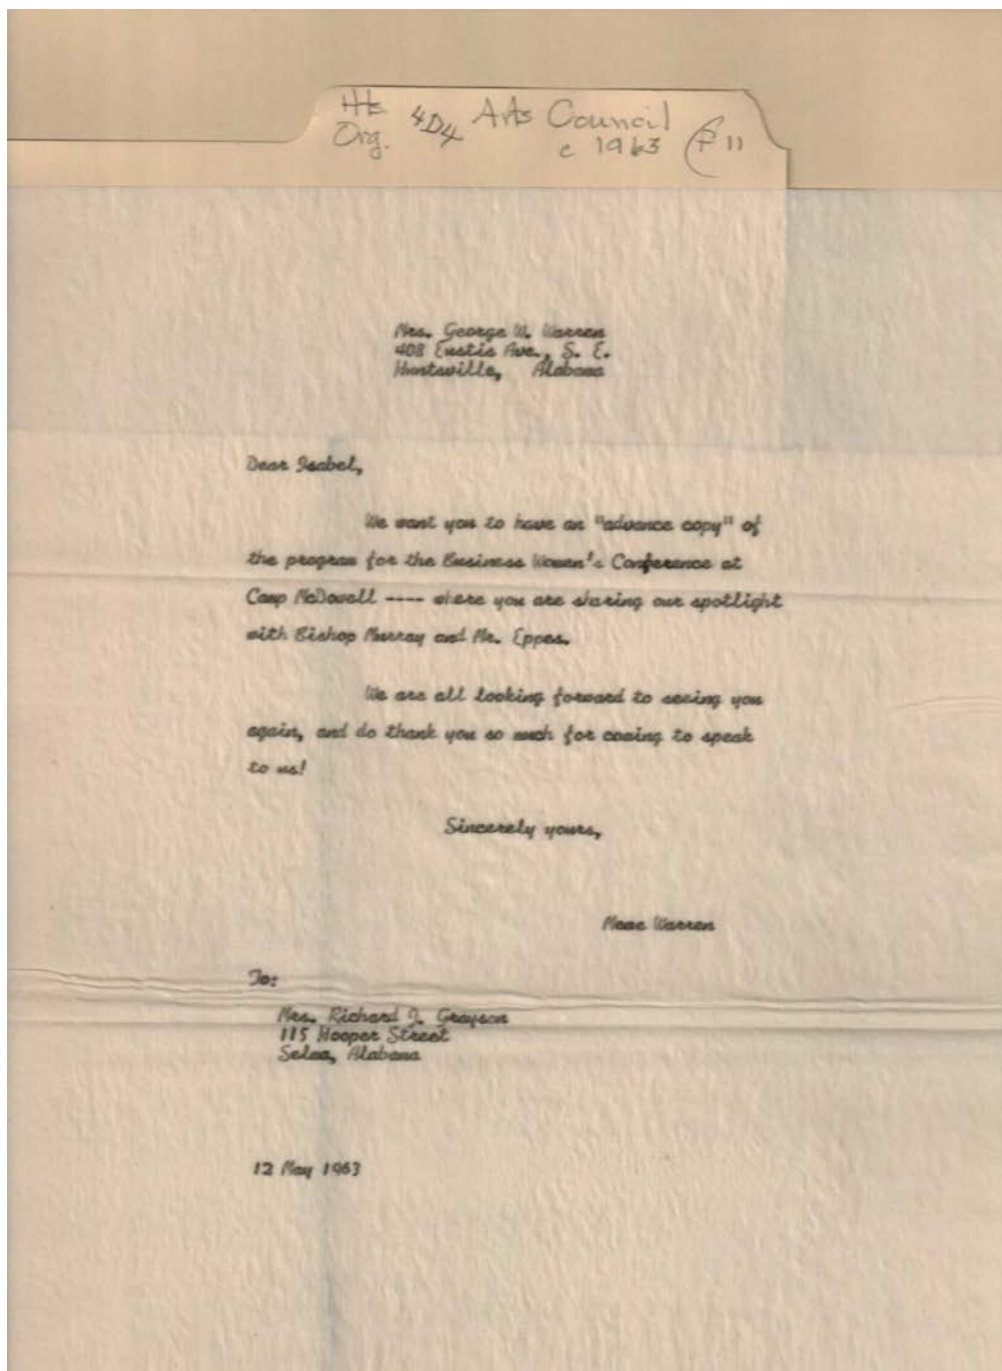 Hts
Org. 4D4 Arts Council
c 1963 F 11
Mrs. George M. Warren
408 Eustis Ave., S. E.
Huntsville, Alabama
Dear Isabel,
We want you to have an "advance copy" of
the program for the Business Women's Conference at
Camp McDowell ---- where you are sharing our spotlight
with Bishop Murray and Mr. Eppes.
We are all looking forward to seeing you
again, and do thank you so much for coming to speak
to us!
Sincerely yours,
Warren
To:
Mrs. Richard J. Grayson
115 Hooper Street
Selma, Alabama
12 May 1963